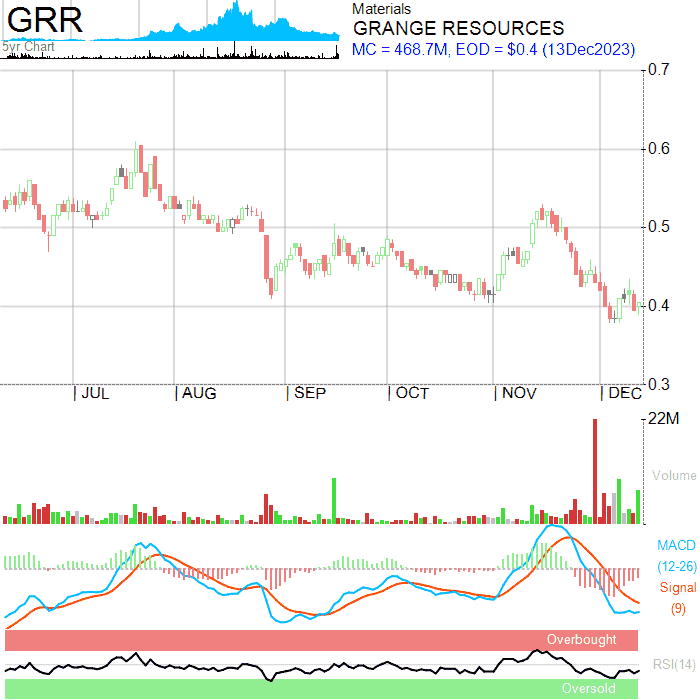 GRR
5yr Chart
Materials
GRANGE RESOURCES
MC = 468.7M, EOD = $0.4 (13Dec2023)
0.7
0.6
0.5
0.4
0.3
JUL
AUG
SEP
OCT
NOV
DEC
22M
Volume
MACD
(12-26)
Signal
(9)
Overbought
RSI(14)
Oversold